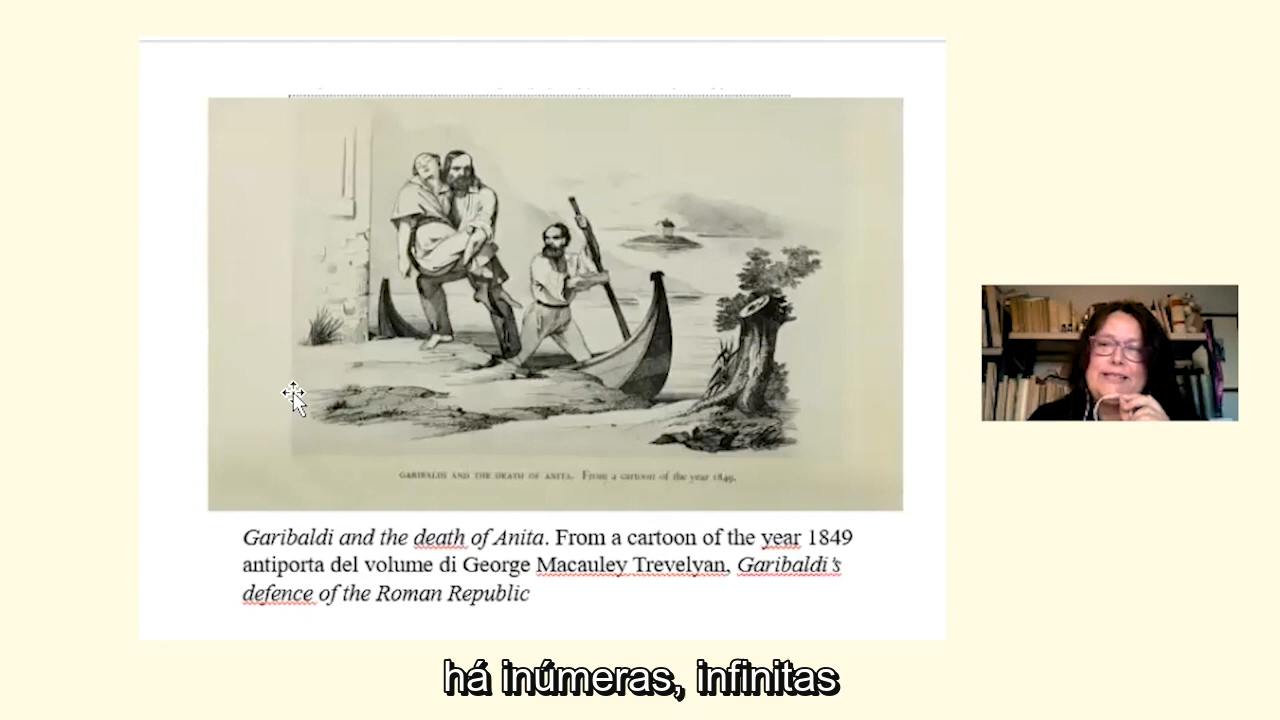 GARIBALDI AND THE DEATH OF ANITA. From a cartoon of the year 1849.
Garibaldi and the death of Anita. From a cartoon of the year 1849
antiporta del volume di George Macauley Trevelyan, Garibaldi's
defence of the Roman Republic
há inúmeras, infinitas